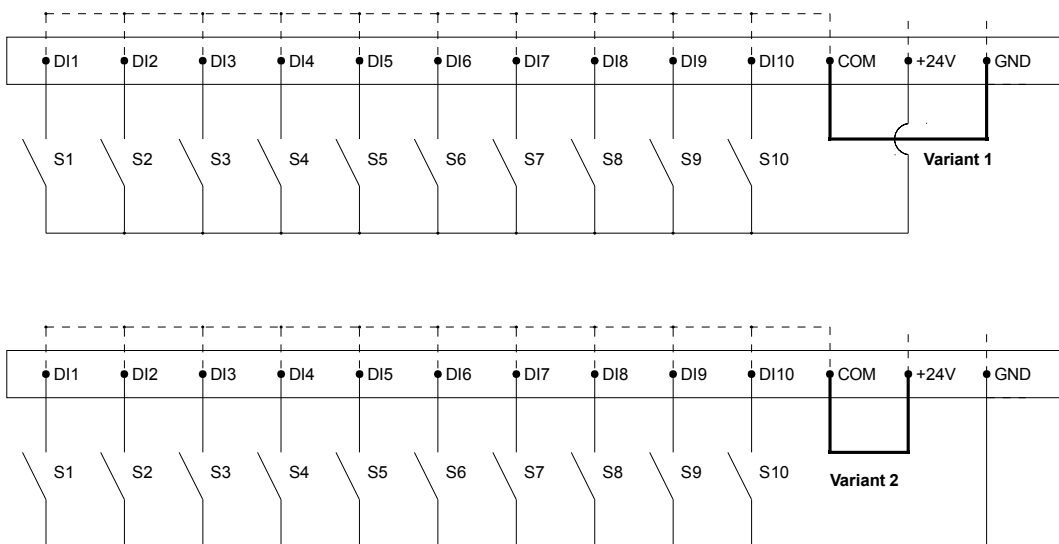 DI1 DI2 DI3 DI4 DI5 DI6 DI7 DI8 DI9 DI10 COM +24V GND
S1 S2 S3 S4 S5 S6 S7 S8 S9 S10 Variant 1
DI1 DI2 DI3 DI4 DI5 DI6 DI7 DI8 DI9 DI10 COM +24V GND
S1 S2 S3 S4 S5 S6 S7 S8 S9 S10
Variant 2